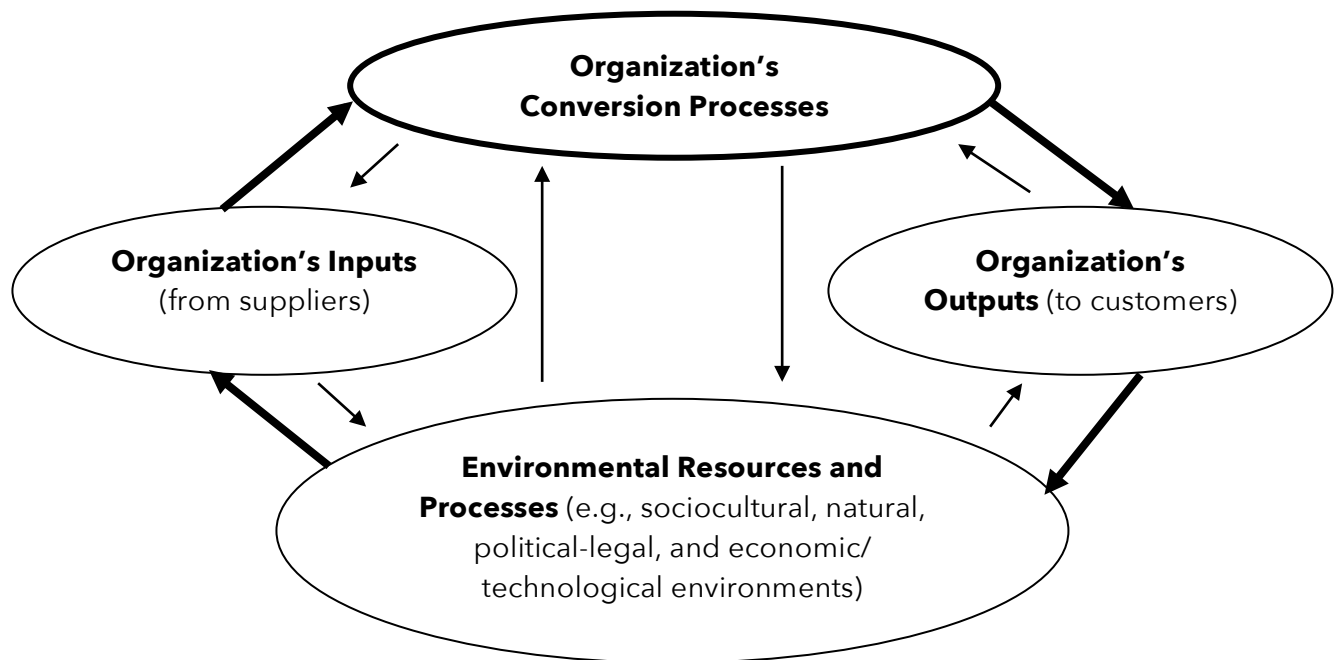 Organization’s
Conversion Processes
Organization’s Inputs
(from suppliers)
Organization’s
Outputs (to customers)
Environmental Resources and
Processes (e.g., sociocultural, natural,
political-legal, and economic/
technological environments)